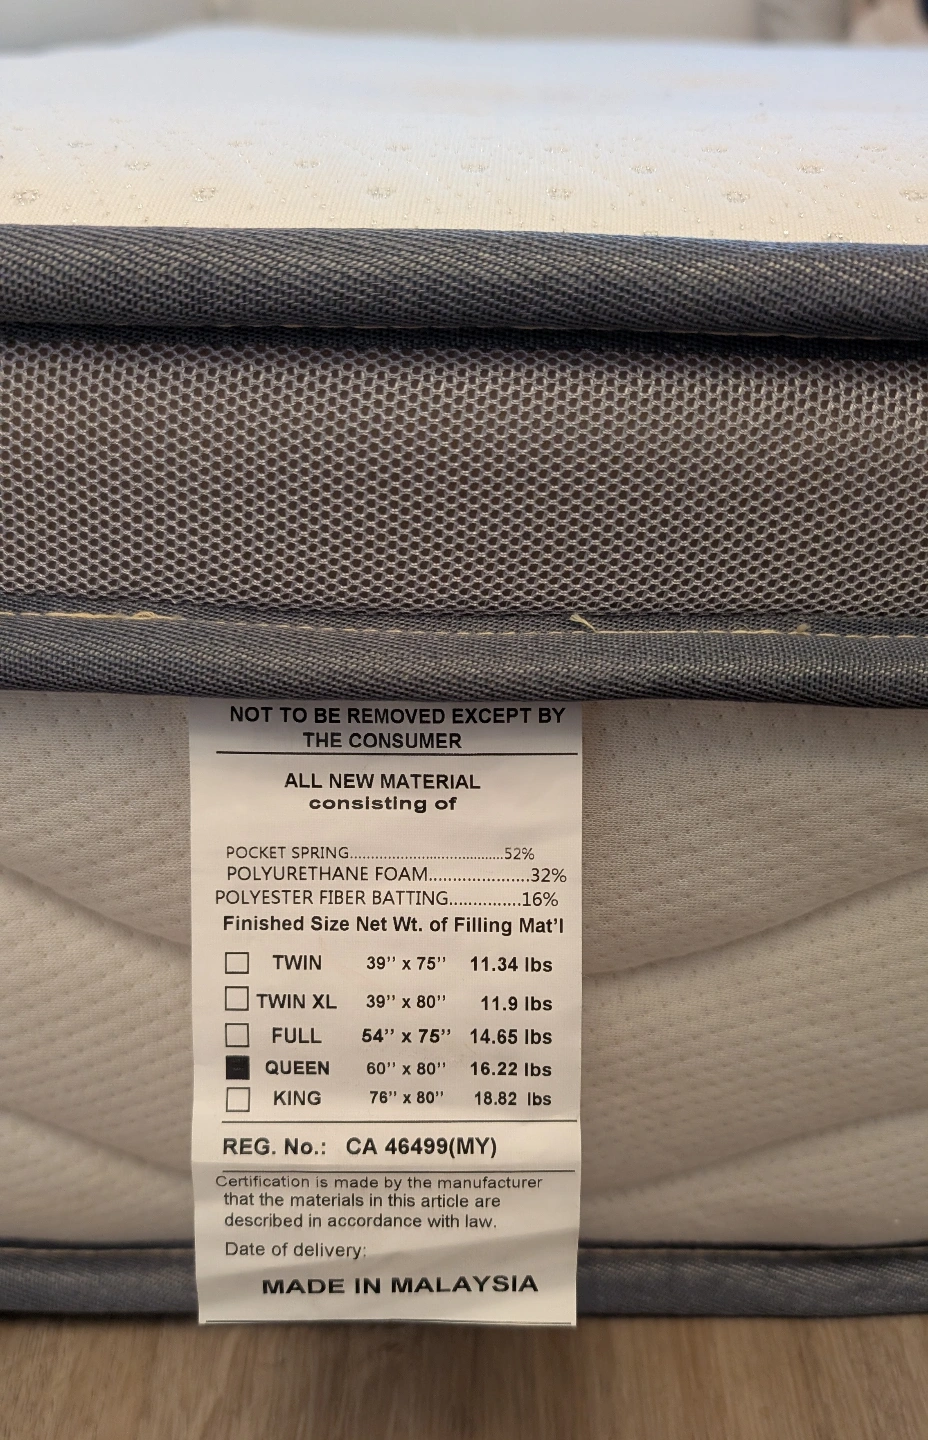 NOT TO BE REMOVED EXCEPT BY
THE CONSUMER
ALL NEW MATERIAL
consisting of
POCKET SPRING.....................................52%
POLYURETHANE FOAM.....................32%
POLYESTER FIBER BATTING...............16%
Finished Size Net Wt. of Filling Mat'l
TWIN 39'' x 75'' 11.34 lbs
TWIN XL 39'' x 80'' 11.9 lbs
FULL 54'' x 75'' 14.65 lbs
QUEEN 60'' x 80'' 16.22 lbs
KING 76'' x 80'' 18.82 lbs
REG. No.: CA 46499(MY)
Certification is made by the manufacturer
that the materials in this article are
described in accordance with law.
Date of delivery:
MADE IN MALAYSIA